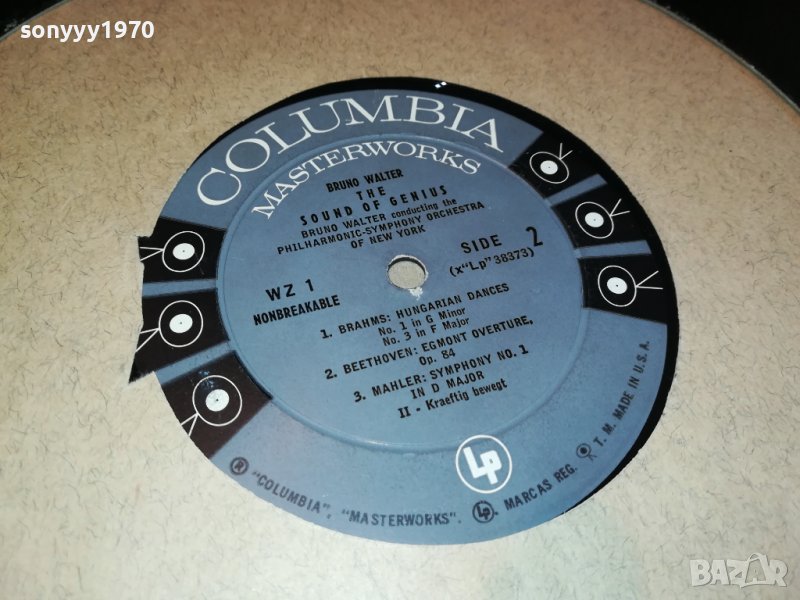 sonyyy1970
COLUMBIA
MASTERWORKS
BRUNO WALTER
THE
SOUND OF GENIUS
BRUNO WALTER conducting the
PHILHARMONIC-SYMPHONY ORCHESTRA
OF NEW YORK
WZ 1
NONBREAKABLE
SIDE 2
(x"Lp" 38373)
1. BRAHMS: HUNGARIAN DANCES
No. 1 in G Minor
No. 3 in F Major
2. BEETHOVEN: EGMONT OVERTURE,
Op. 84
3. MAHLER: SYMPHONY NO. 1
IN D MAJOR
II - Kraeftig bewegt
Lp
® "COLUMBIA", "MASTERWORKS", Lp, MARCAS REG. T. M. MADE IN U.S.A.
BAZAR
bg